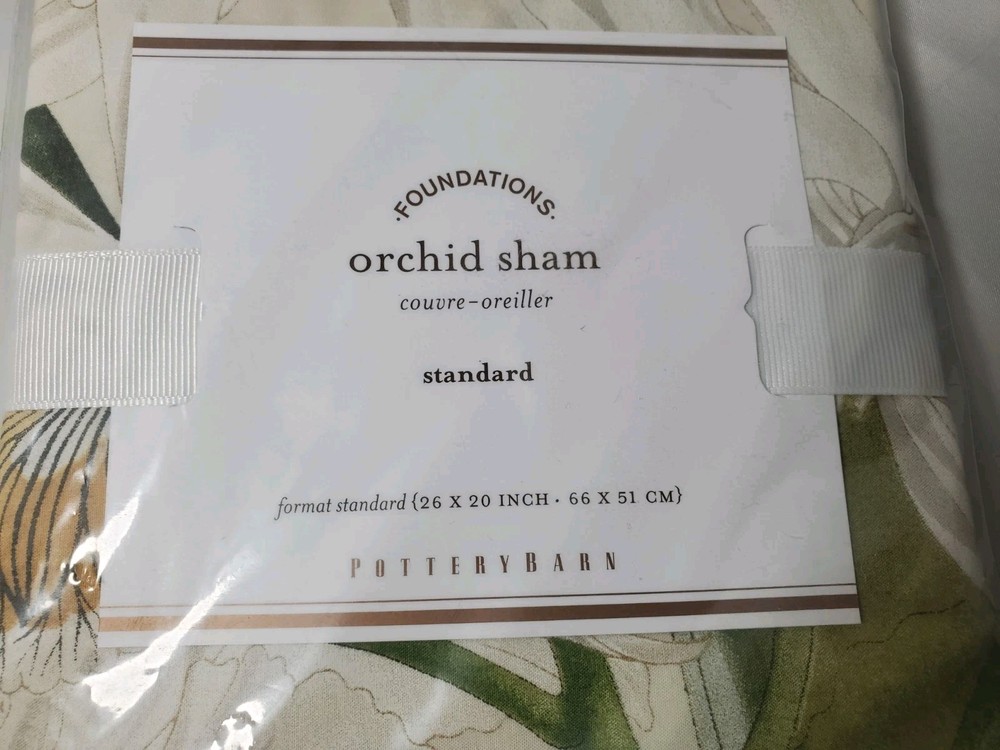 ·FOUNDATIONS·
orchid sham
couvre-oreiller
standard
format standard {26 X 20 INCH · 66 X 51 CM}
POTTERYBARN